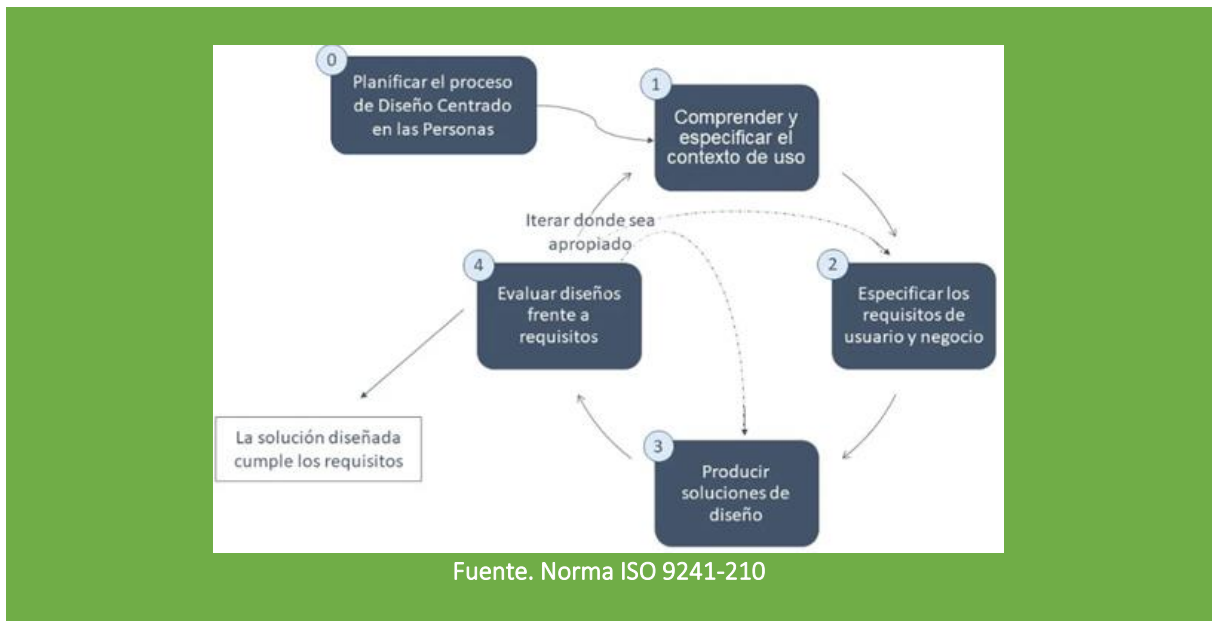 0
Planificar el proceso
de Diseño Centrado
en las Personas
1
Comprender y
especificar el
contexto de uso
Iterar donde sea
apropiado
4
Evaluar diseños
frente a
requisitos
2
Especificar los
requisitos de
usuario y negocio
La solución diseñada
cumple los requisitos
3
Producir
soluciones de
diseño
Fuente. Norma ISO 9241-210